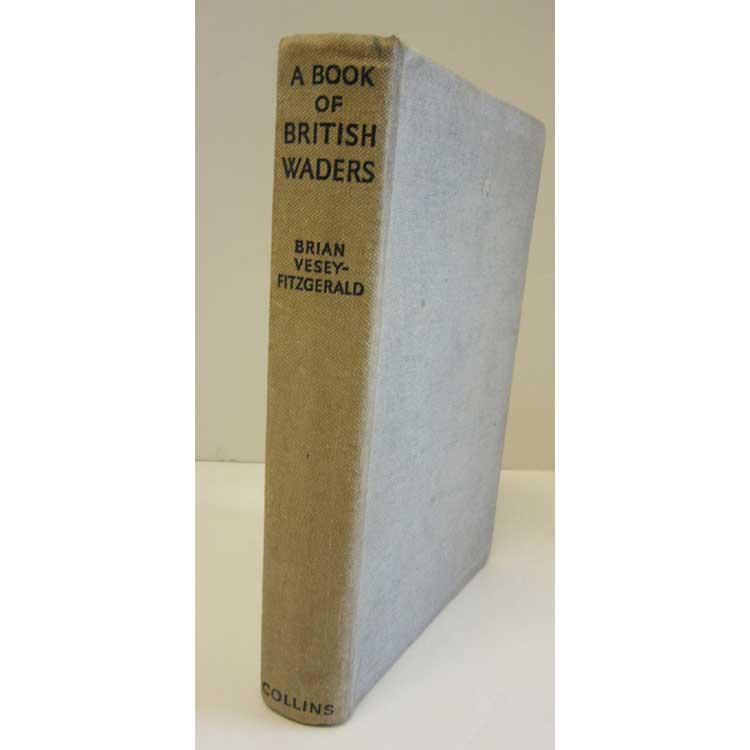 A BOOK
OF
BRITISH
WADERS
BRIAN
VESEY-
FITZGERALD
COLLINS